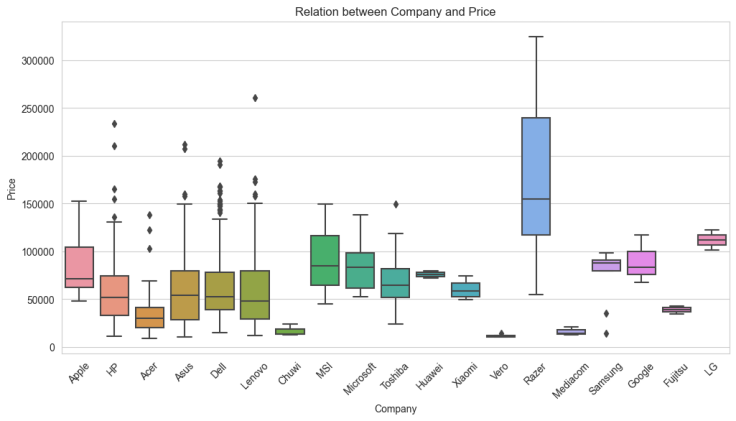 Relation between Company and Price
Price
300000
250000
200000
150000
100000
50000
0
Apple
HP
Acer
Asus
Dell
Lenovo
Chuwi
MSI
Microsoft
Toshiba
Huawei
Xiaomi
Vero
Razer
Mediacom
Samsung
Google
Fujitsu
LG
Company